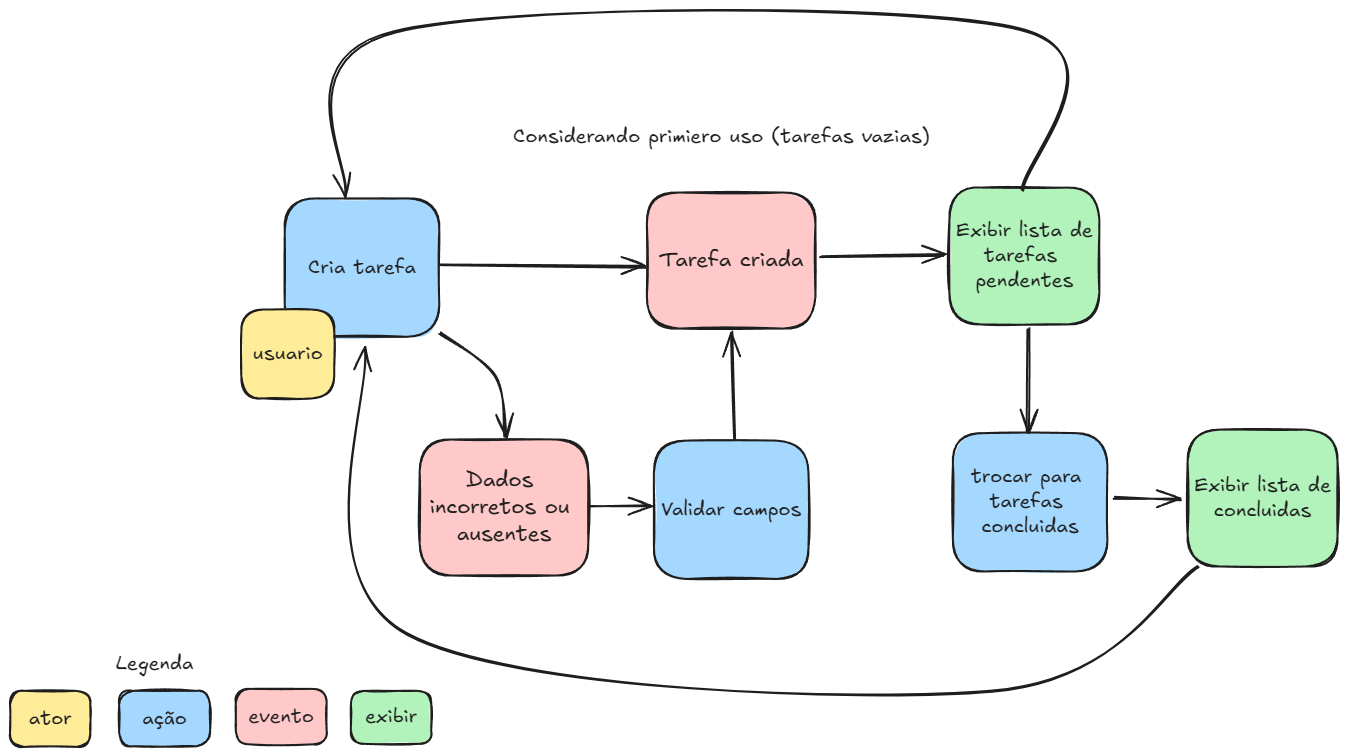 Considerando primiero uso (tarefas vazias)
Cria tarefa
usuario
Tarefa criada
Exibir lista de
tarefas
pendentes
Dados
incorretos ou
ausentes
Validar campos
trocar para
tarefas
concluidas
Exibir lista de
concluidas
Legenda
ator
ação
evento
exibir